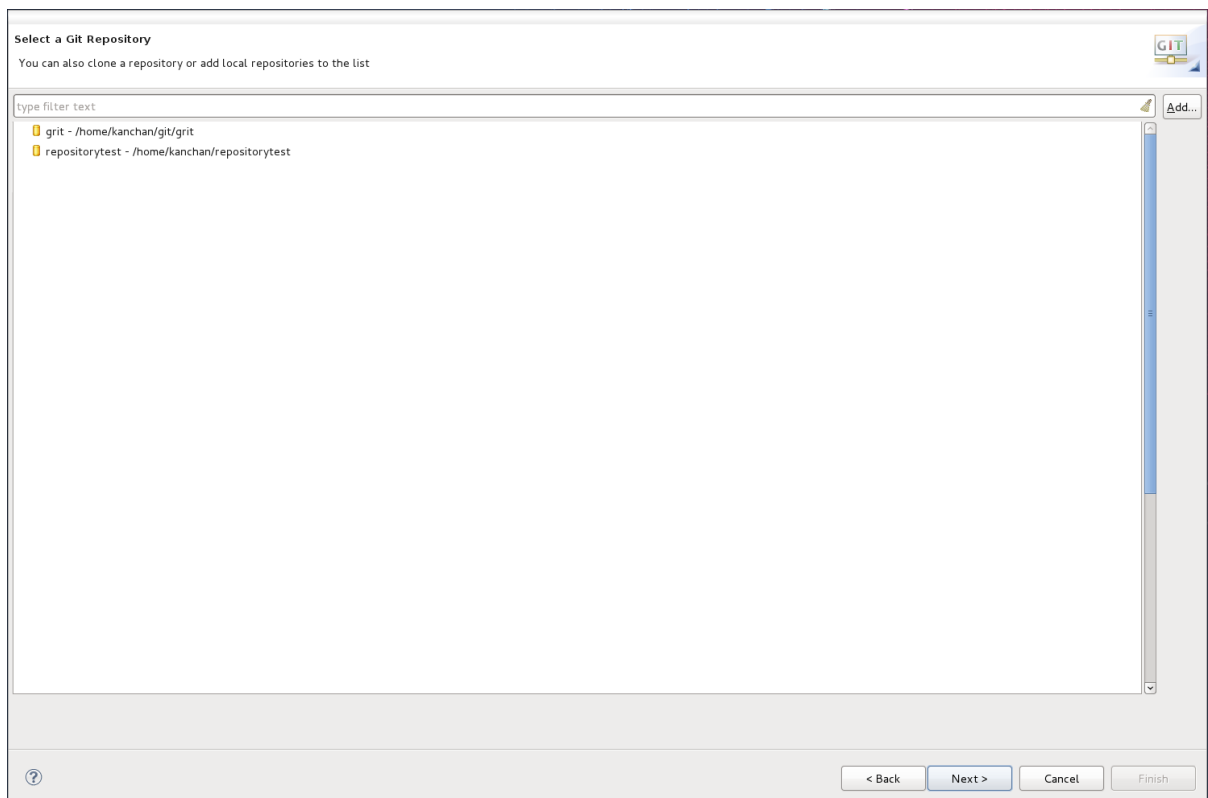 Select a Git Repository
You can also clone a repository or add local repositories to the list
GIT
type filter text
Add...
grit - /home/kanchan/git/grit
repositorytest - /home/kanchan/repositorytest
?
< Back
Next >
Cancel
Finish